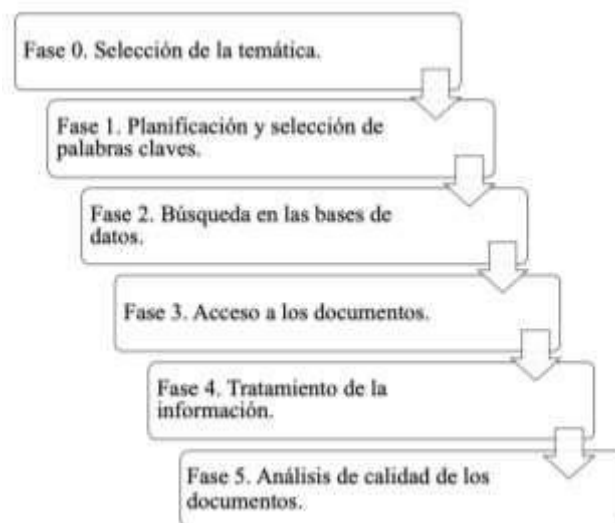 Fase 0. Selección de la temática.
Fase 1. Planificación y selección de
palabras claves.
Fase 2. Búsqueda en las bases de
datos.
Fase 3. Acceso a los documentos.
Fase 4. Tratamiento de la
información.
Fase 5. Análisis de calidad de los
documentos.